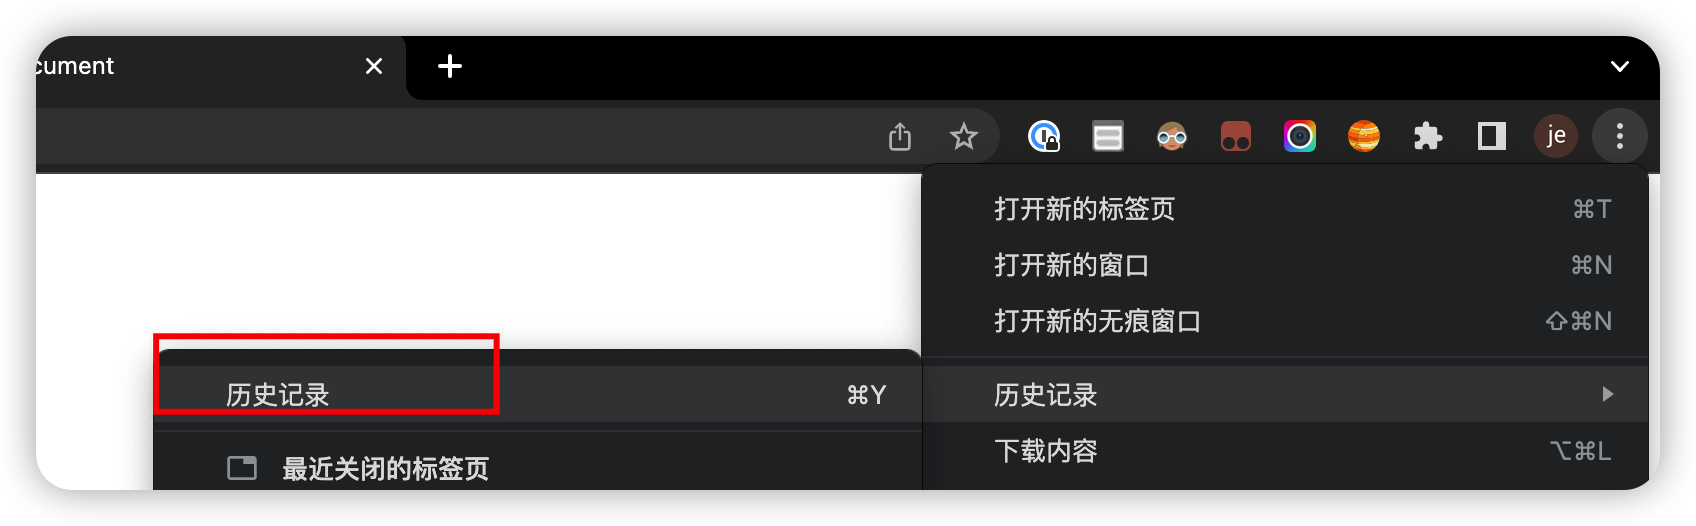 cument
je
打开新的标签页 ⌘T
打开新的窗口 ⌘N
打开新的无痕窗口 ⇧⌘N
历史记录
下载内容 ⌥⌘L
历史记录 ⌘Y
最近关闭的标签页